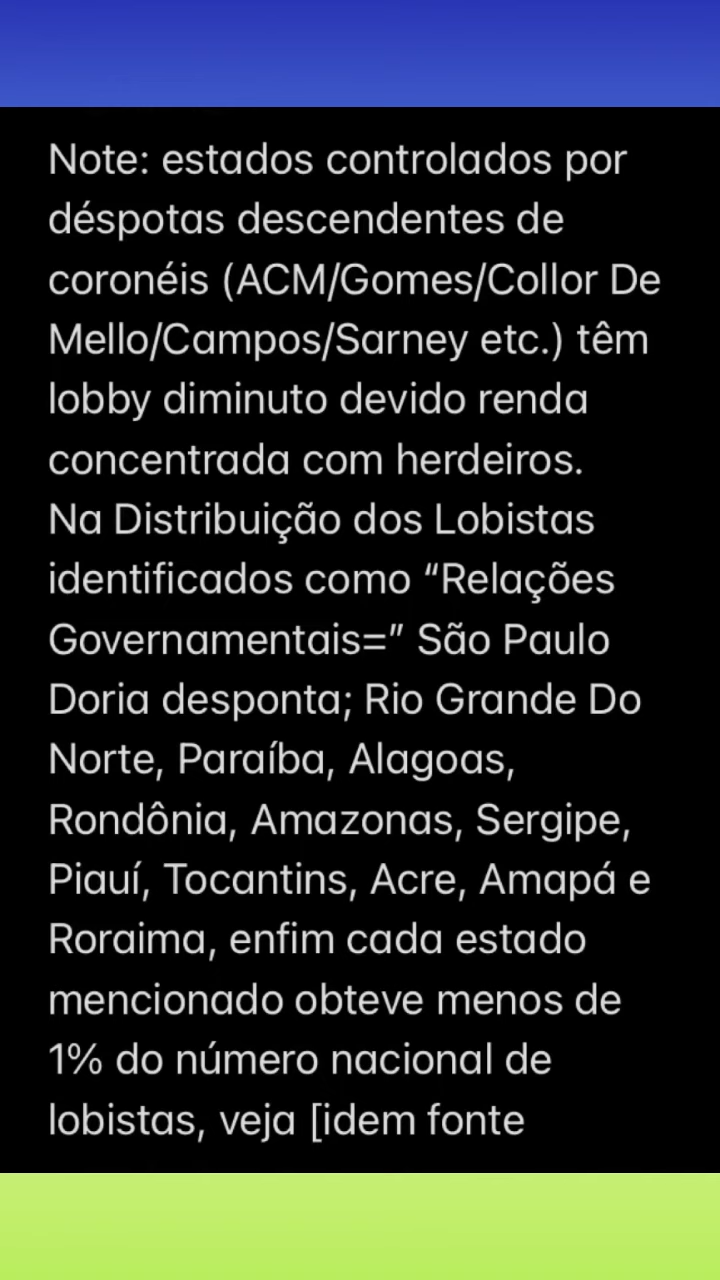 Note: estados controlados por
déspotas descendentes de
coronéis (ACM/Gomes/Collor De
Mello/Campos/Sarney etc.) têm
lobby diminuto devido renda
concentrada com herdeiros.
Na Distribuição dos Lobistas
identificados como “Relações
Governamentais=” São Paulo
Doria desponta; Rio Grande Do
Norte, Paraíba, Alagoas,
Rondônia, Amazonas, Sergipe,
Piauí, Tocantins, Acre, Amapá e
Roraima, enfim cada estado
mencionado obteve menos de
1% do número nacional de
lobistas, veja [idem fonte